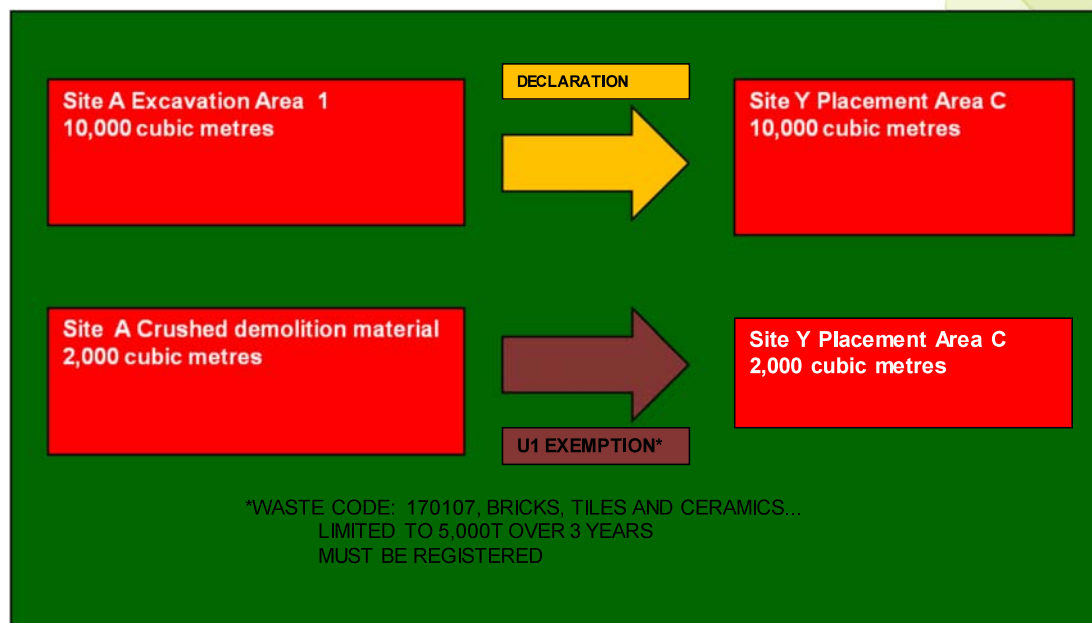 Site A Excavation Area 1
10,000 cubic metres
DECLARATION
Site Y Placement Area C
10,000 cubic metres
Site A Crushed demolition material
2,000 cubic metres
U1 EXEMPTION*
Site Y Placement Area C
2,000 cubic metres
*WASTE CODE: 170107, BRICKS, TILES AND CERAMICS...
LIMITED TO 5,000T OVER 3 YEARS
MUST BE REGISTERED